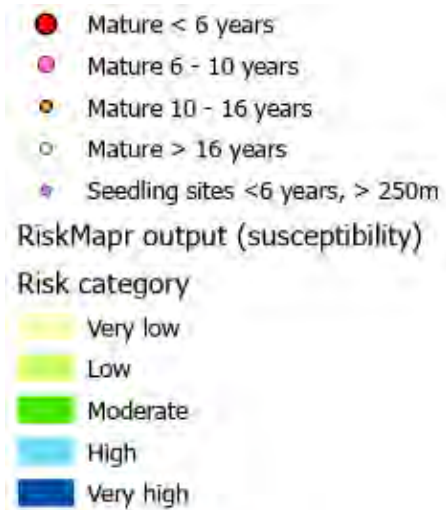 Mature < 6 years
Mature 6 - 10 years
Mature 10 - 16 years
Mature > 16 years
Seedling sites <6 years, > 250m
RiskMapr output (susceptibility)
Risk category
Very low
Low
Moderate
High
Very high